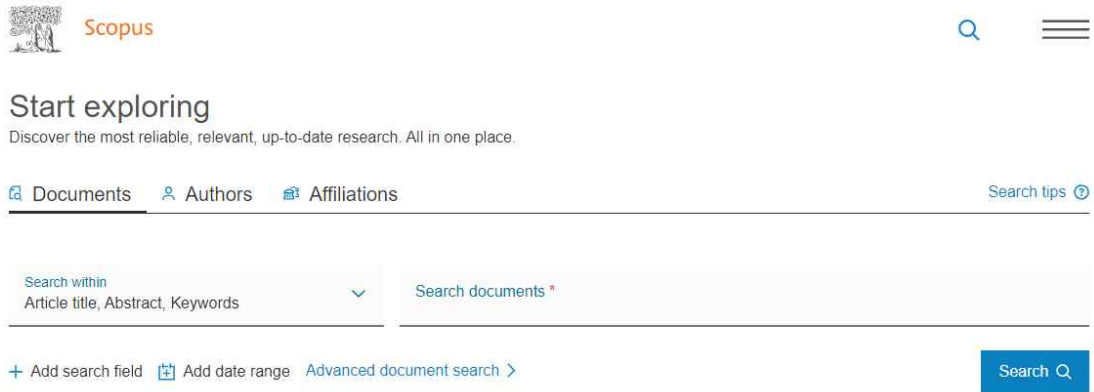 Scopus
Start exploring
Discover the most reliable, relevant, up-to-date research. All in one place.
Documents Authors Affiliations Search tips
Search within
Article title, Abstract, Keywords
Search documents *
Add search field Add date range Advanced document search Search